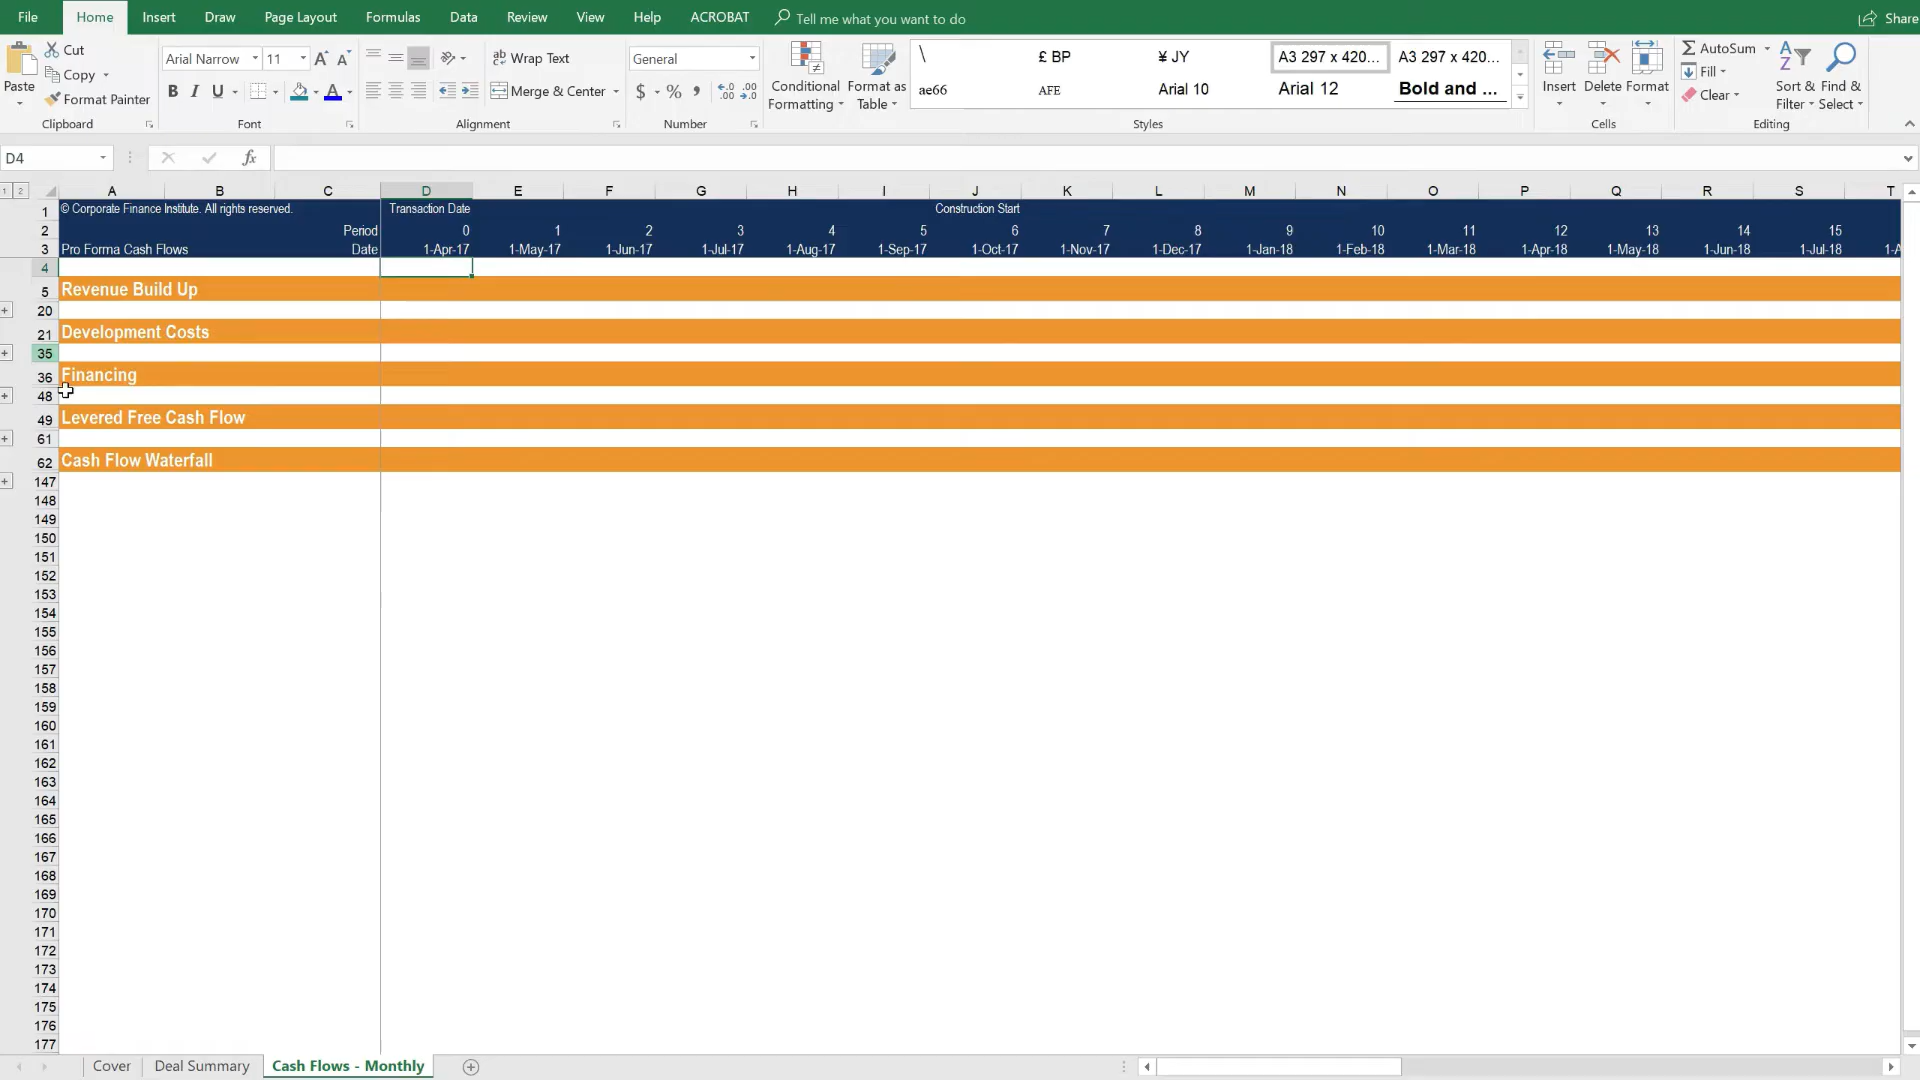 File Home Insert Draw Page Layout Formulas Data Review View Help ACROBAT Tell me what you want to do Share
Paste Cut Copy Format Painter Clipboard
Arial Narrow 11 A A B I U A Font
ab Wrap Text Merge & Center Alignment
General $ % , .0 .00 .00 .0 Number
Conditional Formatting Format as Table
\ £ BP ¥ JY A3 297 x 420... A3 297 x 420...
ae66 AFE Arial 10 Arial 12 Bold and ...
Styles
Insert Delete Format Cells
AutoSum Fill Clear Sort & Filter Find & Select Editing
D4 fx
1 2 A B C D E F G H I J K L M N O P Q R S T
1 © Corporate Finance Institute. All rights reserved. Transaction Date Construction Start
2 Period 0 1 2 3 4 5 6 7 8 9 10 11 12 13 14 15
3 Pro Forma Cash Flows Date 1-Apr-17 1-May-17 1-Jun-17 1-Jul-17 1-Aug-17 1-Sep-17 1-Oct-17 1-Nov-17 1-Dec-17 1-Jan-18 1-Feb-18 1-Mar-18 1-Apr-18 1-May-18 1-Jun-18 1-Jul-18 1-A
4
5 Revenue Build Up
20
21 Development Costs
35
36 Financing
48
49 Levered Free Cash Flow
61
62 Cash Flow Waterfall
147
148
149
150
151
152
153
154
155
156
157
158
159
160
161
162
163
164
165
166
167
168
169
170
171
172
173
174
175
176
177
Cover Deal Summary Cash Flows - Monthly